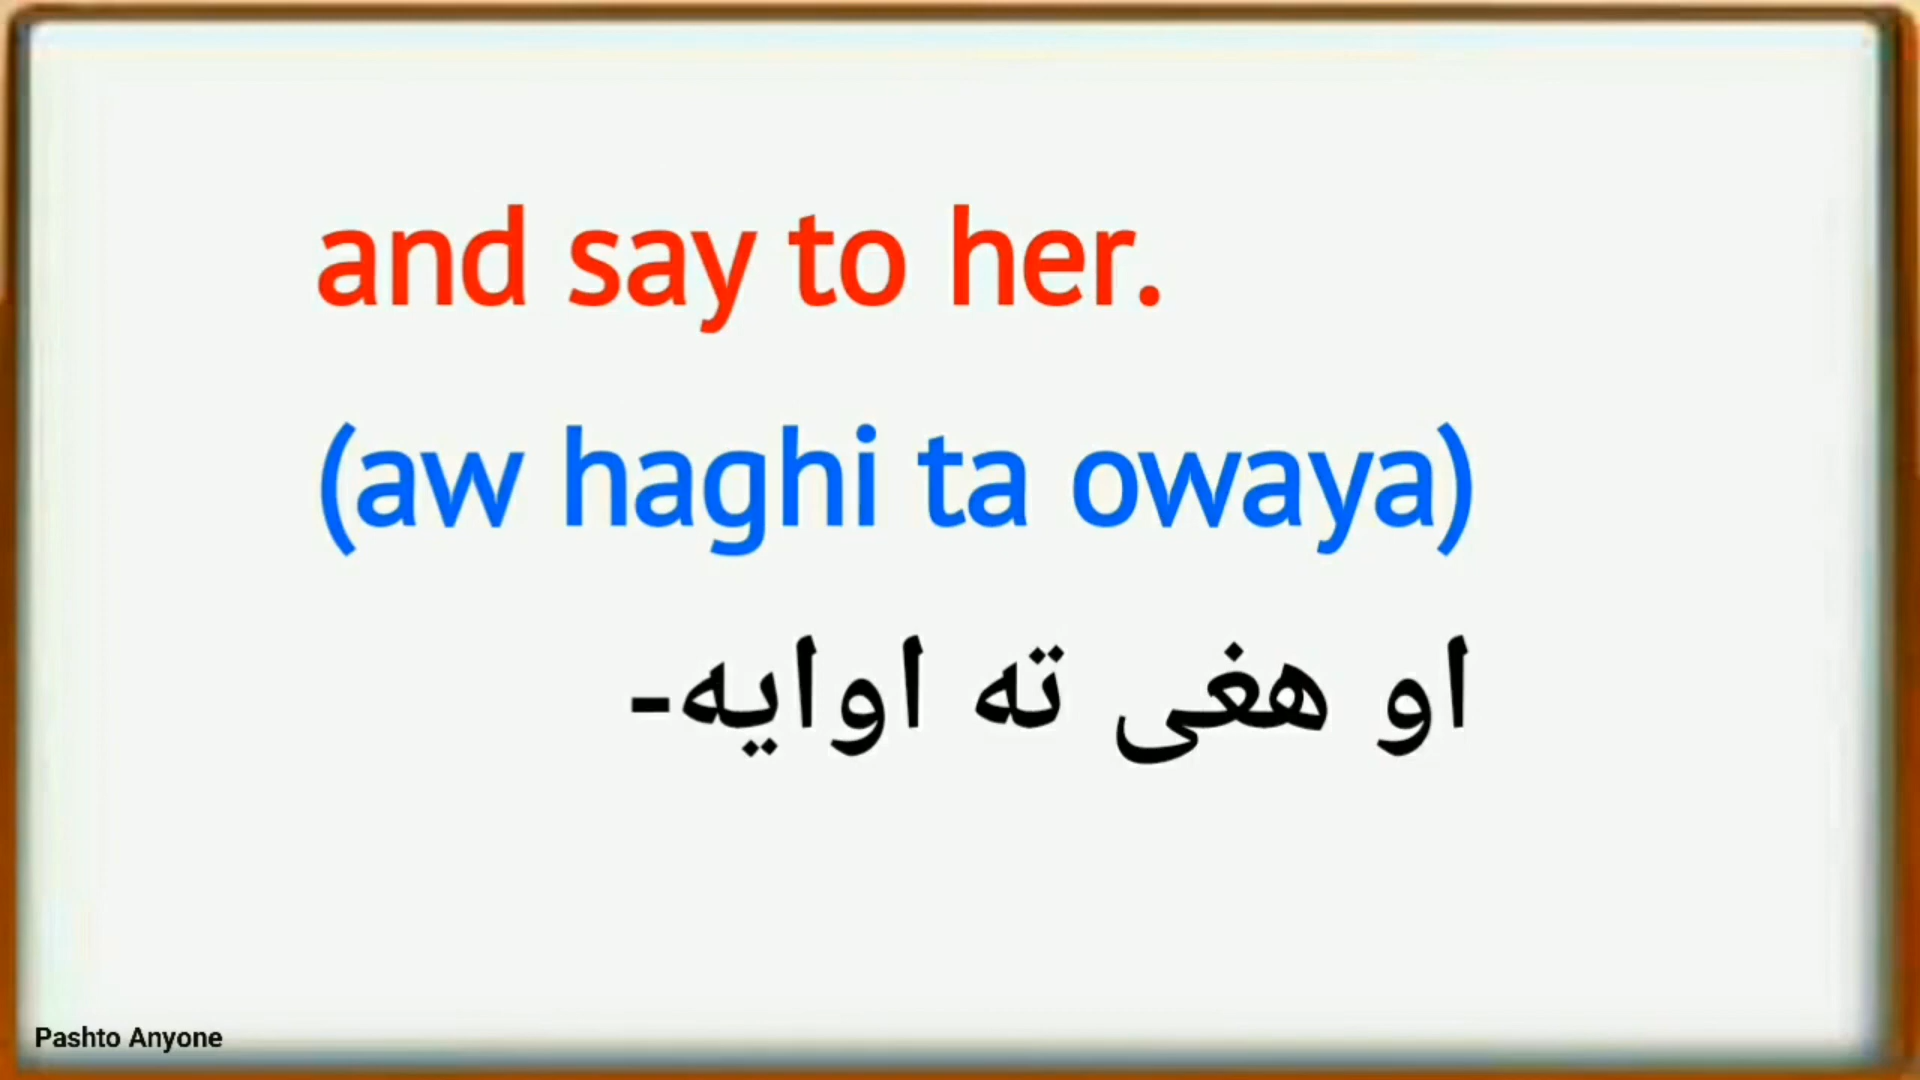 and say to her.
(aw haghi ta owaya)
او هغی ته اوایه-
Pashto Anyone